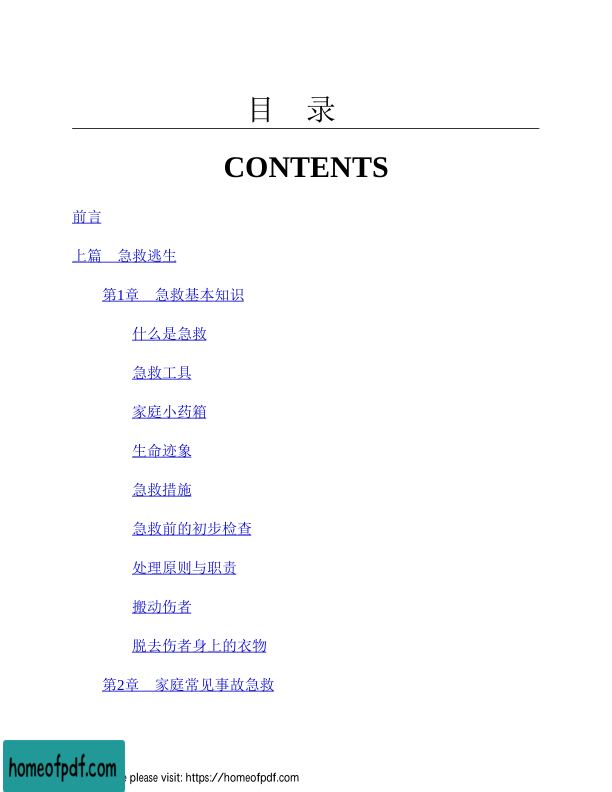 目 录
CONTENTS
前言
上篇 急救逃生
第1章 急救基本知识
什么是急救
急救工具
家庭小药箱
生命迹象
急救措施
急救前的初步检查
处理原则与职责
搬动伤者
脱去伤者身上的衣物
第2章 家庭常见事故急救
homeofpdf.com please visit: https://homeofpdf.com